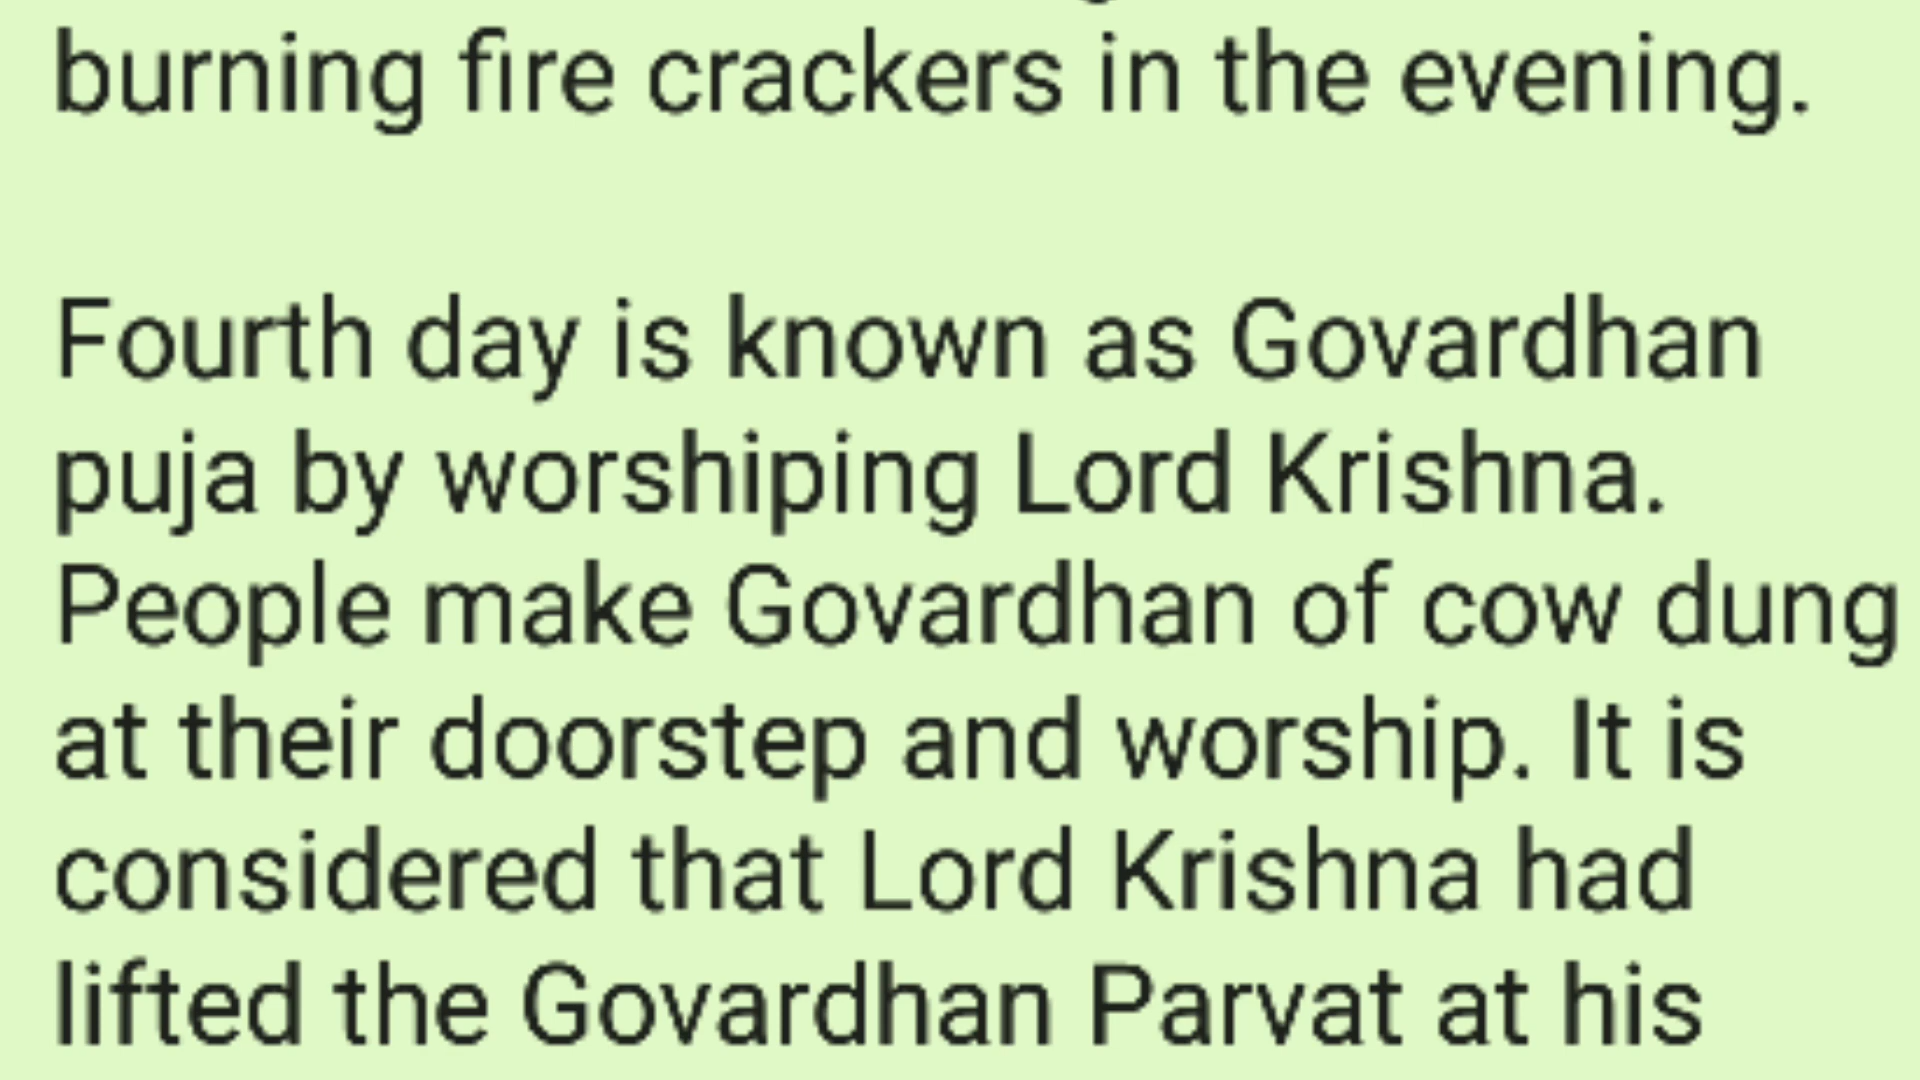 burning fire crackers in the evening.
Fourth day is known as Govardhan
puja by worshiping Lord Krishna.
People make Govardhan of cow dung
at their doorstep and worship. It is
considered that Lord Krishna had
lifted the Govardhan Parvat at his